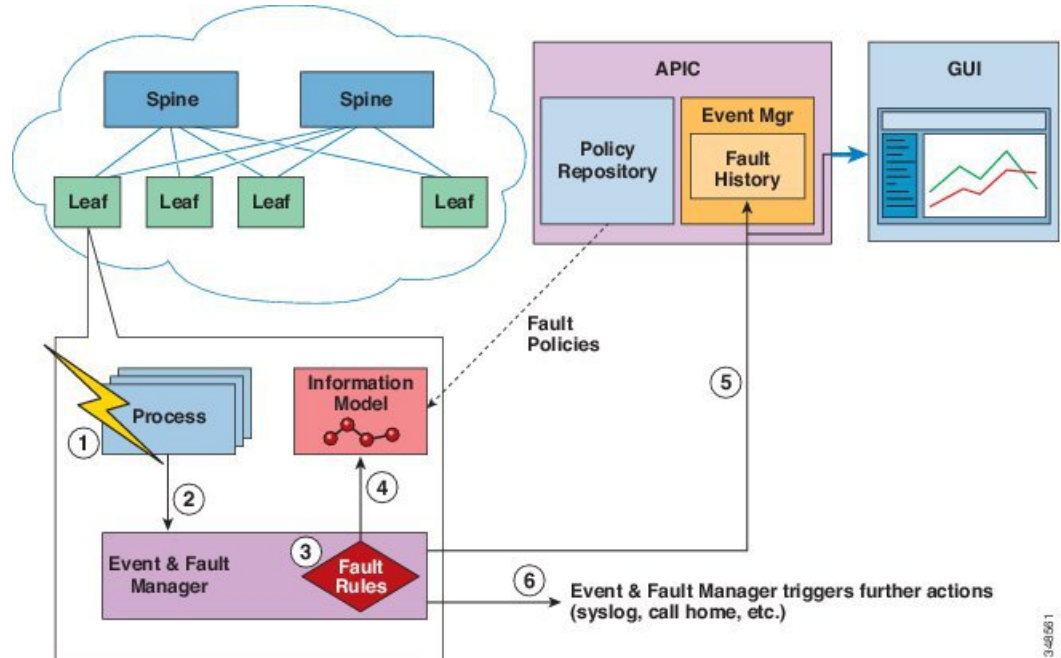 Spine
Spine
Leaf
Leaf
Leaf
Leaf
APIC
Policy
Repository
Event Mgr
Fault
History
GUI
Fault
Policies
5
1
Process
Information
Model
2
4
Event & Fault
Manager
3
Fault
Rules
6
Event & Fault Manager triggers further actions
(syslog, call home, etc.)
348561